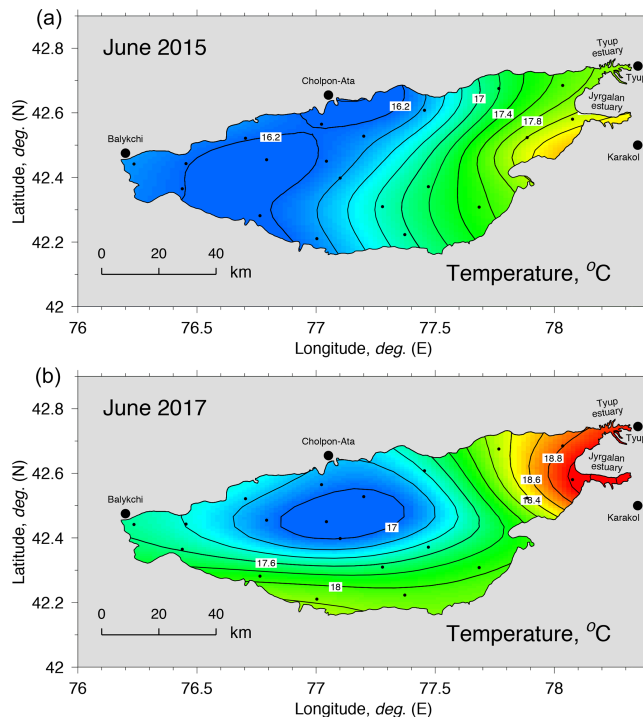 (a)
June 2015
42.8
42.6
42.4
42.2
42
Latitude, deg. (N)
Tyup
estuary
Tyup
Cholpon-Ata
Jyrgalan
estuary
Balykchi
Karakol
16.2
16.2
17
17.4
17.8
0 20 40
km
Temperature, °C
76 76.5 77 77.5 78
Longitude, deg. (E)
(b)
June 2017
42.8
42.6
42.4
42.2
42
Latitude, deg. (N)
Tyup
estuary
Tyup
Cholpon-Ata
Jyrgalan
estuary
Balykchi
Karakol
18.8
18.6
18.4
17
17.6
18
0 20 40
km
Temperature, °C
76 76.5 77 77.5 78
Longitude, deg. (E)